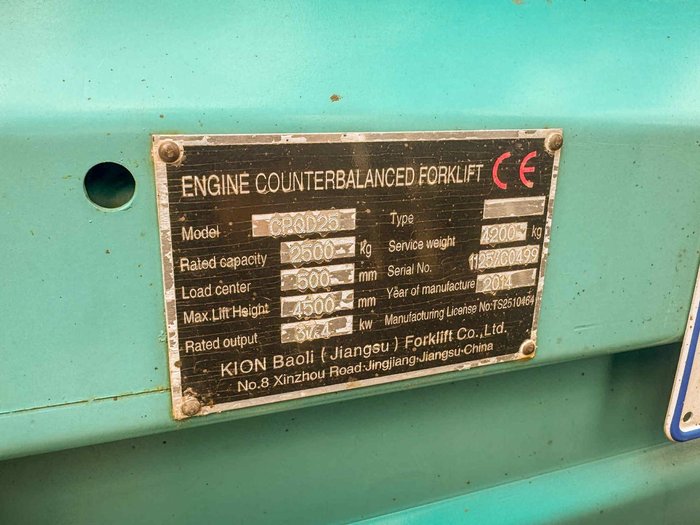 ENGINE COUNTERBALANCED FORKLIFT CE
Model CPQD25 Type
Rated capacity 2500 kg Service weight 4200 kg
Load center 500 mm Serial No.
Max.Lift Height 4500 mm Year of manufacture 2014
Rated output 37.4 kw Manufacturing License No:TS2510464
KION Baoli ( Jiangsu ) Forklift Co.,Ltd.
No.8 Xinzhou Road·Jingjiang·Jiangsu·China